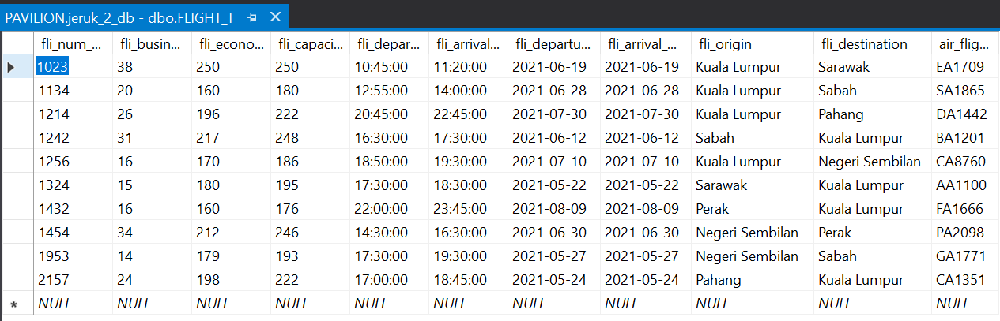 PAVILION.jeruk_2_db - dbo.FLIGHT_T
fli_num_... fli_busin... fli_econo... fli_capaci... fli_depar... fli_arrival... fli_departu... fli_arrival_... fli_origin fli_destination air_flig...
1023 38 250 250 10:45:00 11:20:00 2021-06-19 2021-06-19 Kuala Lumpur Sarawak EA1709
1134 20 160 180 12:55:00 14:00:00 2021-06-28 2021-06-28 Kuala Lumpur Sabah SA1865
1214 26 196 222 20:45:00 22:45:00 2021-07-30 2021-07-30 Kuala Lumpur Pahang DA1442
1242 31 217 248 16:30:00 17:30:00 2021-06-12 2021-06-12 Sabah Kuala Lumpur BA1201
1256 16 170 186 18:50:00 19:30:00 2021-07-10 2021-07-10 Kuala Lumpur Negeri Sembilan CA8760
1324 15 180 195 17:30:00 18:30:00 2021-05-22 2021-05-22 Sarawak Kuala Lumpur AA1100
1432 16 160 176 22:00:00 23:45:00 2021-08-09 2021-08-09 Perak Kuala Lumpur FA1666
1454 34 212 246 14:30:00 16:30:00 2021-06-30 2021-06-30 Negeri Sembilan Perak PA2098
1953 14 179 193 17:30:00 19:30:00 2021-05-27 2021-05-27 Negeri Sembilan Sabah GA1771
2157 24 198 222 17:00:00 18:45:00 2021-05-24 2021-05-24 Pahang Kuala Lumpur CA1351
NULL NULL NULL NULL NULL NULL NULL NULL NULL NULL NULL